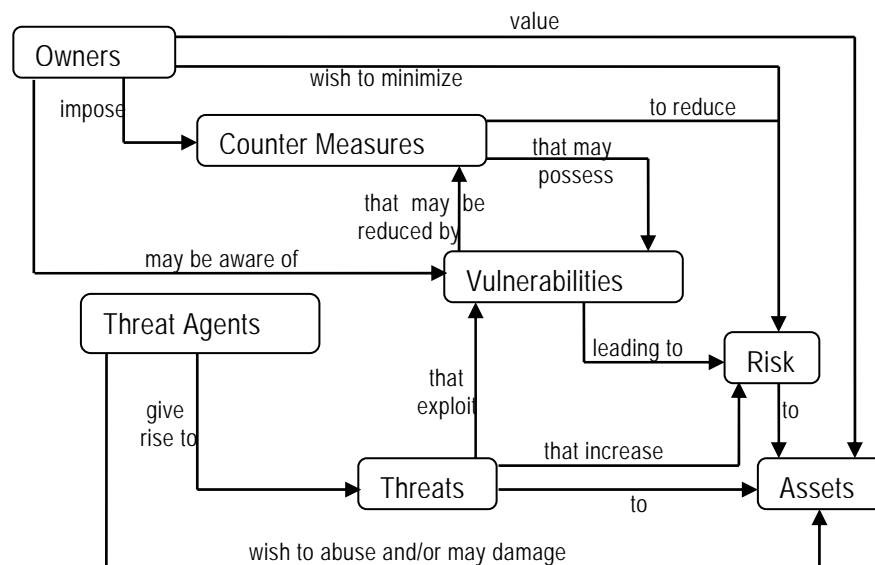 value
Owners
wish to minimize
impose
to reduce
Counter Measures
that may
possess
that may be
reduced by
may be aware of
Vulnerabilities
Threat Agents
leading to
Risk
that
exploit
give
rise to
to
that increase
Threats
to
Assets
wish to abuse and/or may damage